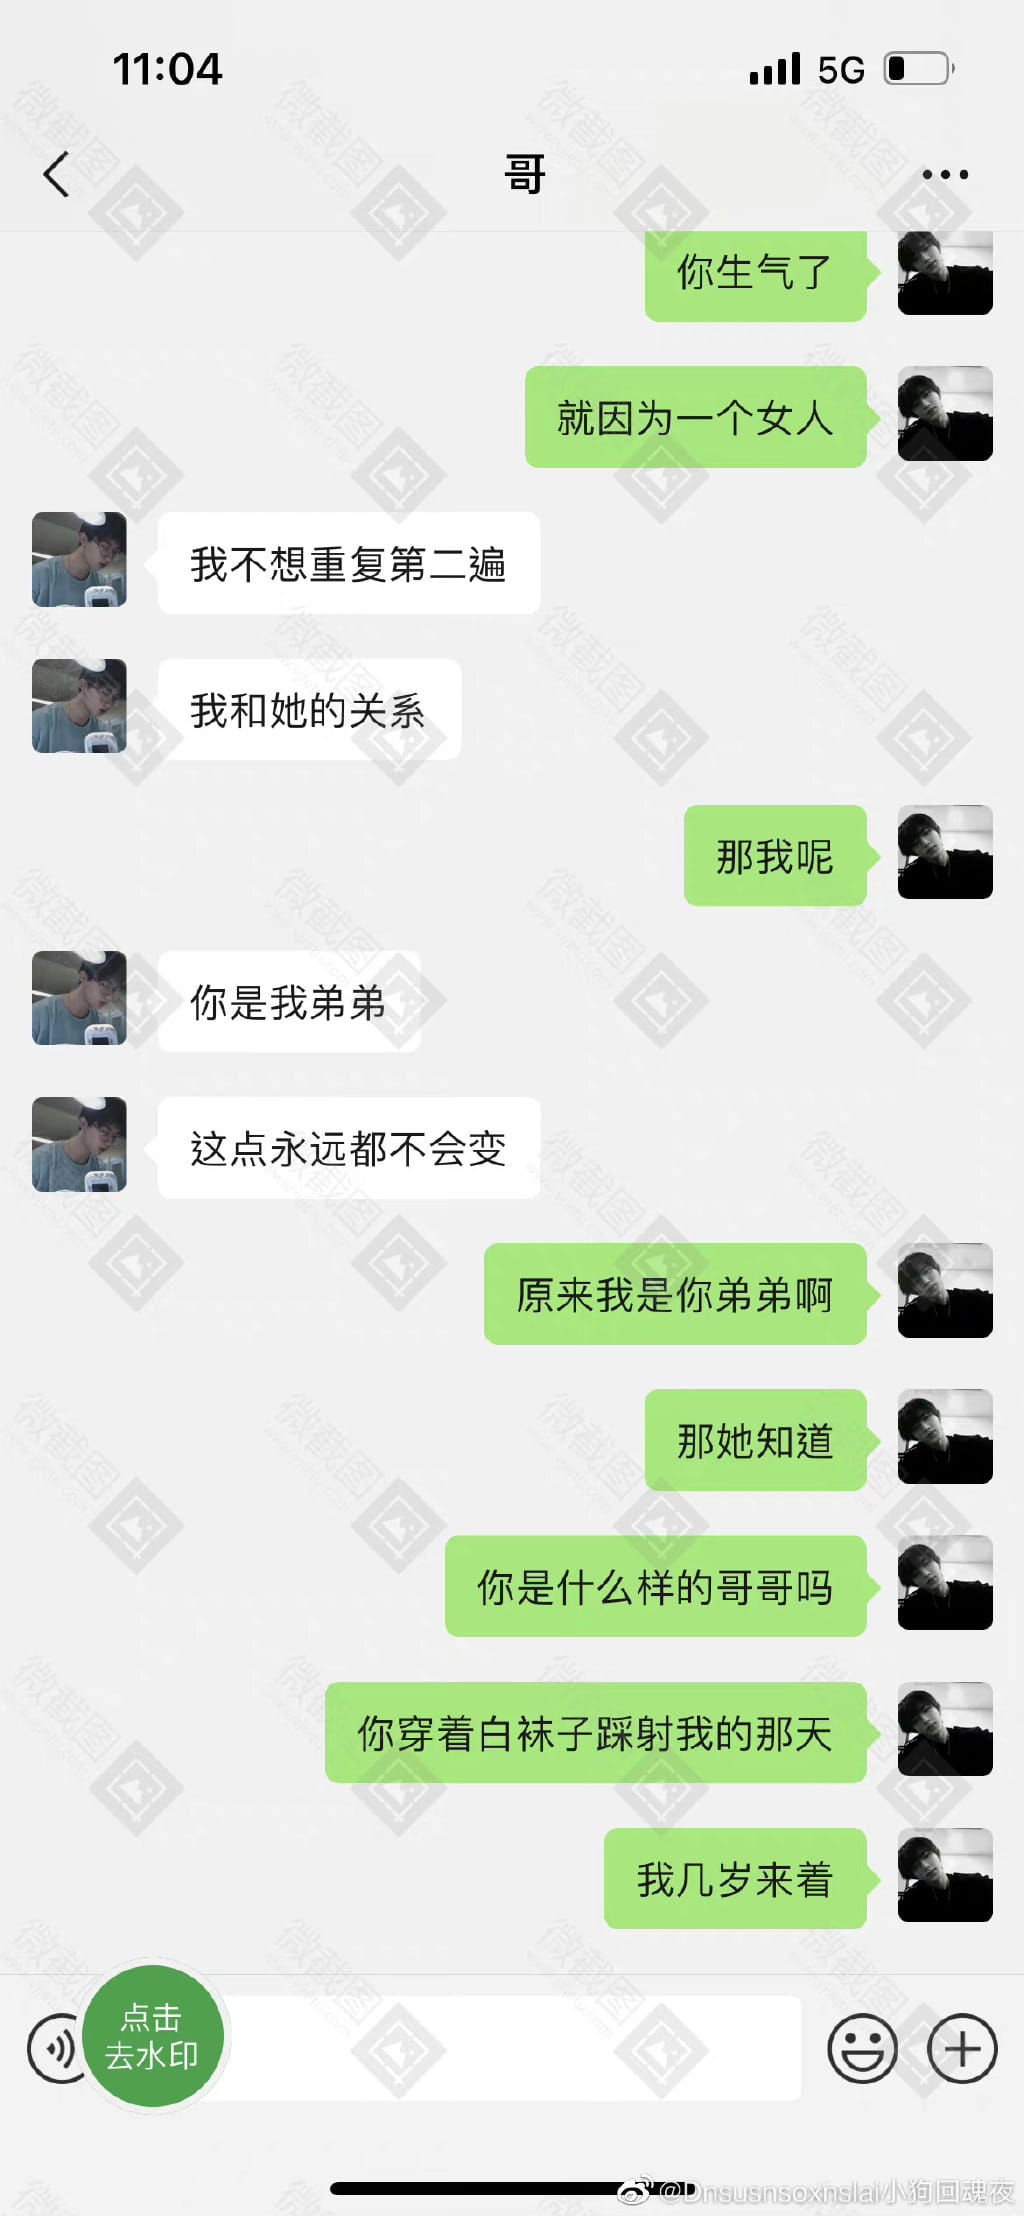 11:04
5G
哥
你生气了
就因为一个女人
我不想重复第二遍
我和她的关系
那我呢
你是我弟弟
这点永远都不会变
原来我是你弟弟啊
那她知道
你是什么样的哥哥吗
你穿着白袜子踩射我的那天
我几岁来着
点击
去水印
微截图
@Dnsusnsoxnslai小狗回魂夜